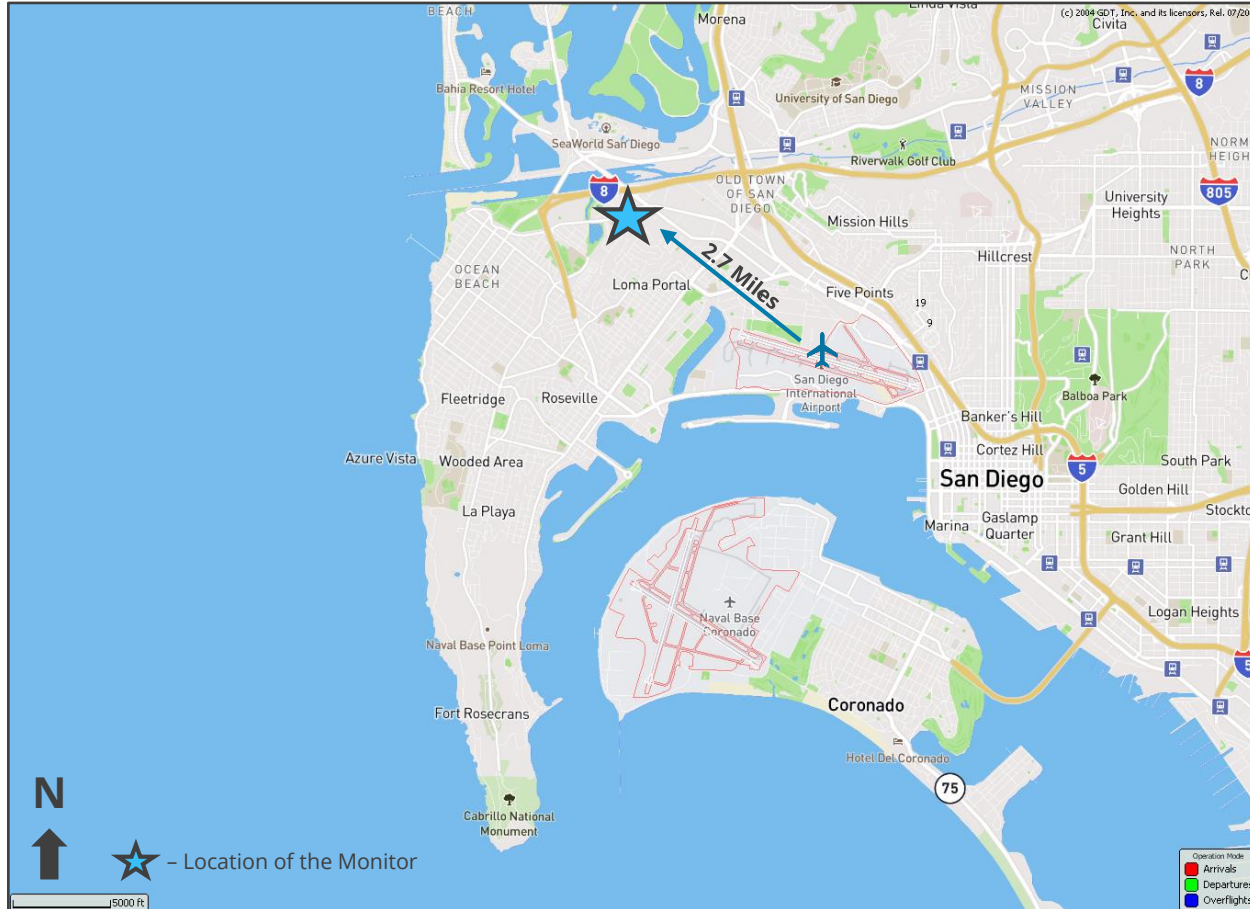 BEACH
Morena
(c) 2004 GDT, Inc. and its licensors, Rel. 07/20
Civita
Bahia Resort Hotel
SeaWorld San Diego
University of San Diego
MISSION
VALLEY
8
Riverwalk Golf Club
NORM
HEIGH
8
OLD TOWN
OF SAN
DIEGO
805
University
Heights
Mission Hills
2.7 Miles
Hillcrest
NORTH
PARK
OCEAN
BEACH
Loma Portal
Five Points
19
9
San Diego
International
Airport
Fleetridge
Roseville
Balboa Park
Banker's Hill
Azure Vista
Wooded Area
Cortez Hill
5
South Park
San Diego
Golden Hill
La Playa
Marina
Gaslamp
Quarter
Stockto
Grant Hill
Naval Base
Coronado
Logan Heights
Naval Base Point Loma
5
Fort Rosecrans
Coronado
Hotel Del Coronado
75
N
Cabrillo National
Monument
– Location of the Monitor
5000 ft
Operation Mode
Arrivals
Departures
Overflights